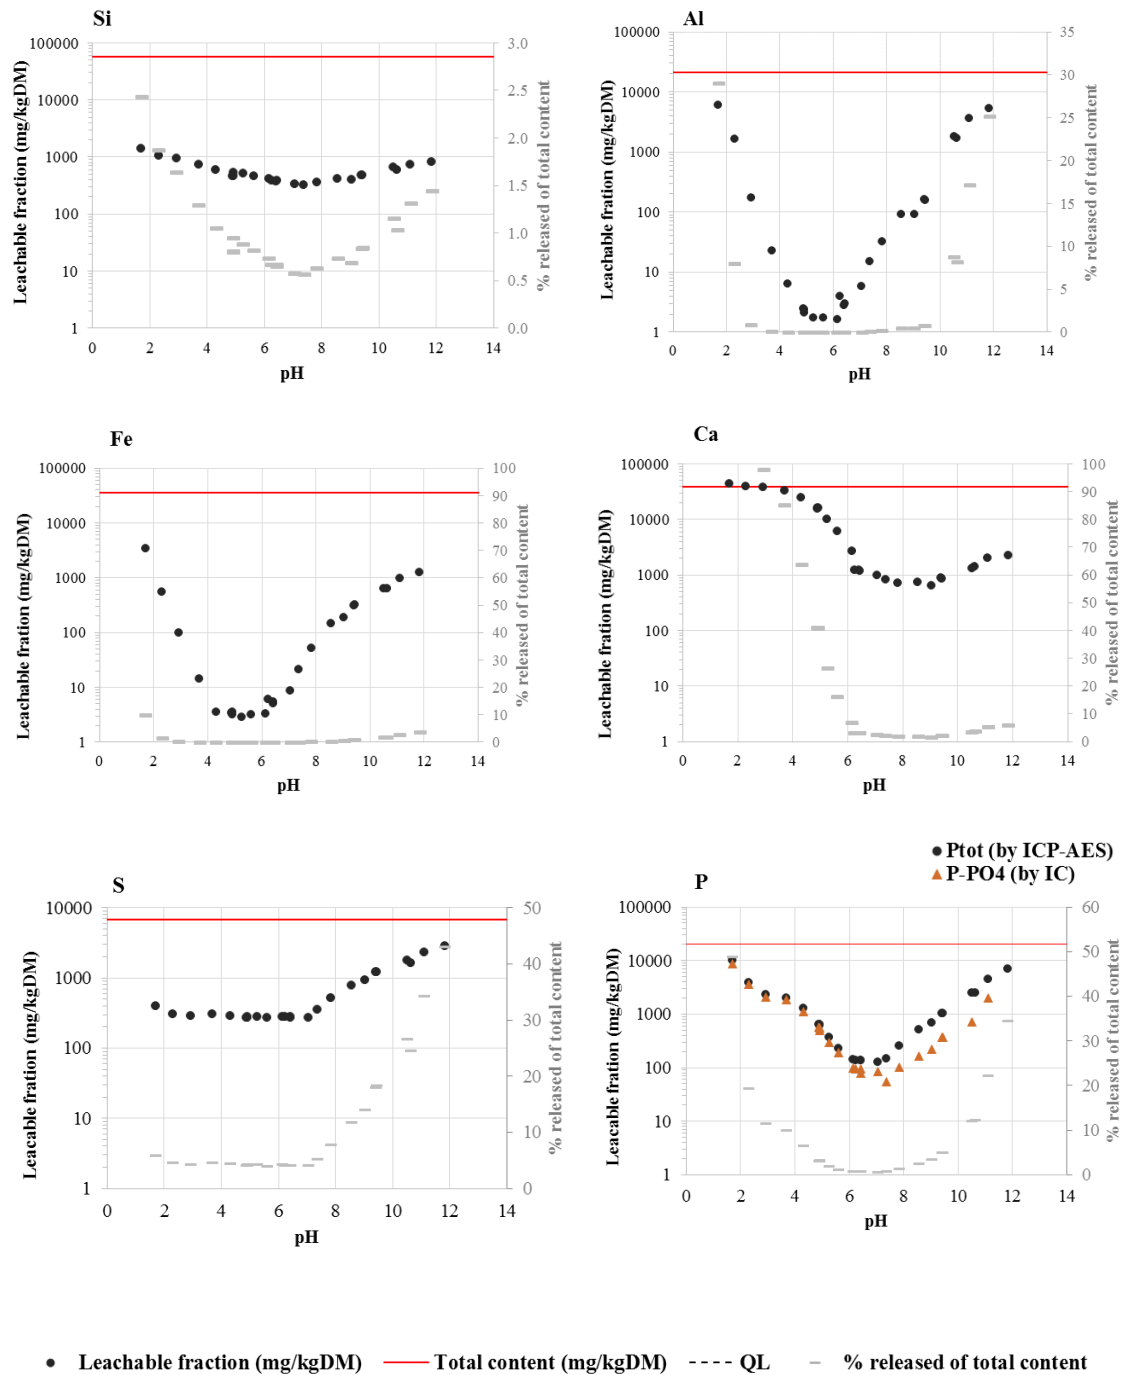 Si
100000
10000
1000
100
10
1
3.0
2.5
2.0
1.5
1.0
0.5
0.0
0 2 4 6 8 10 12 14
pH
Leachable fraction (mg/kgDM)
% released of total content
Al
100000
10000
1000
100
10
1
35
30
25
20
15
10
5
0
0 2 4 6 8 10 12 14
pH
Leachable fration (mg/kgDM)
% released of total content
Fe
100000
10000
1000
100
10
1
100
90
80
70
60
50
40
30
20
10
0
0 2 4 6 8 10 12 14
pH
Leachable fration (mg/kgDM)
% released of total content
Ca
100000
10000
1000
100
10
1
100
90
80
70
60
50
40
30
20
10
0
0 2 4 6 8 10 12 14
pH
Leachable fration (mg/kgDM)
% released of total content
S
10000
1000
100
10
1
50
40
30
20
10
0
0 2 4 6 8 10 12 14
pH
Leacable fration (mg/kgDM)
% released of total content
Ptot (by ICP-AES)
P-PO4 (by IC)
P
100000
10000
1000
100
10
1
60
50
40
30
20
10
0
0 2 4 6 8 10 12 14
pH
Leachable fration (mg/kgDM)
% released of total content
Leachable fraction (mg/kgDM) Total content (mg/kgDM) QL % released of total content